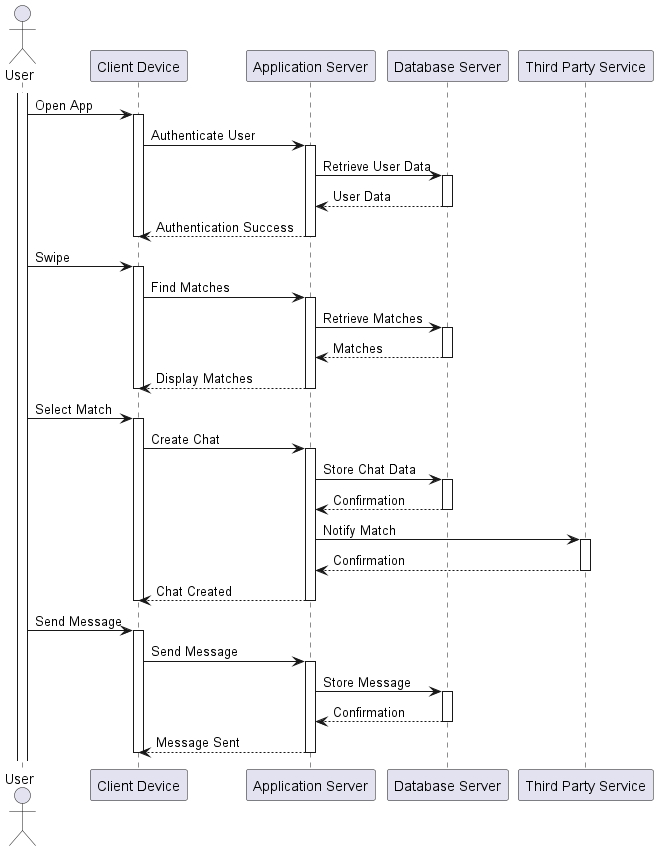 User
Client Device
Application Server
Database Server
Third Party Service
Open App
Authenticate User
Retrieve User Data
User Data
Authentication Success
Swipe
Find Matches
Retrieve Matches
Matches
Display Matches
Select Match
Create Chat
Store Chat Data
Confirmation
Notify Match
Confirmation
Chat Created
Send Message
Send Message
Store Message
Confirmation
Message Sent
User
Client Device
Application Server
Database Server
Third Party Service